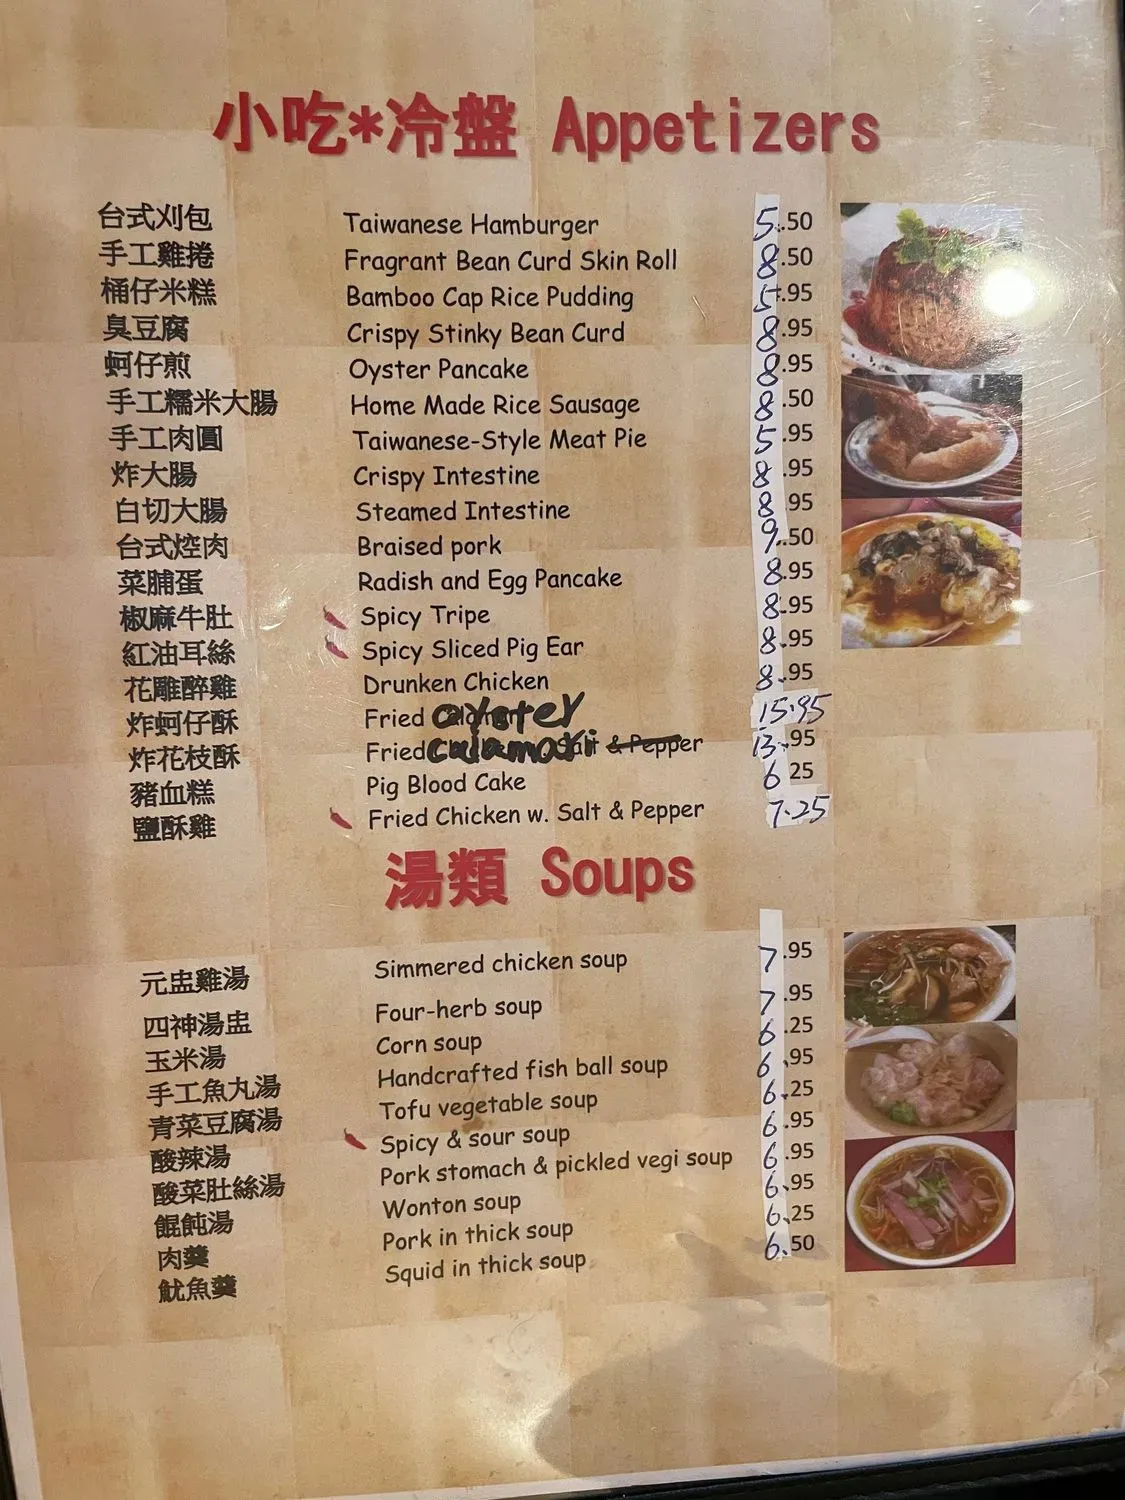 小吃*冷盤 Appetizers
台式刈包 Taiwanese Hamburger 5.50
手工雞捲 Fragrant Bean Curd Skin Roll 8.50
桶仔米糕 Bamboo Cap Rice Pudding 5.95
臭豆腐 Crispy Stinky Bean Curd 8.95
蚵仔煎 Oyster Pancake 8.95
手工糯米大腸 Home Made Rice Sausage 8.50
手工肉圓 Taiwanese-Style Meat Pie 5.95
炸大腸 Crispy Intestine 8.95
白切大腸 Steamed Intestine 8.95
台式焢肉 Braised pork 9.50
菜脯蛋 Radish and Egg Pancake 8.95
椒麻牛肚 Spicy Tripe 8.95
紅油耳絲 Spicy Sliced Pig Ear 8.95
花雕醉雞 Drunken Chicken 8.95
炸蚵仔酥 Fried oyster 15.95
炸花枝酥 Fried calamari Salt & Pepper 13.95
豬血糕 Pig Blood Cake 6.25
鹽酥雞 Fried Chicken w. Salt & Pepper 7.25
湯類 Soups
元盅雞湯 Simmered chicken soup 7.95
四神湯盅 Four-herb soup 7.95
玉米湯 Corn soup 6.25
手工魚丸湯 Handcrafted fish ball soup 6.95
青菜豆腐湯 Tofu vegetable soup 6.25
酸辣湯 Spicy & sour soup 6.95
酸菜肚絲湯 Pork stomach & pickled vegi soup 6.95
餛飩湯 Wonton soup 6.95
肉羹 Pork in thick soup 6.25
魷魚羹 Squid in thick soup 6.50